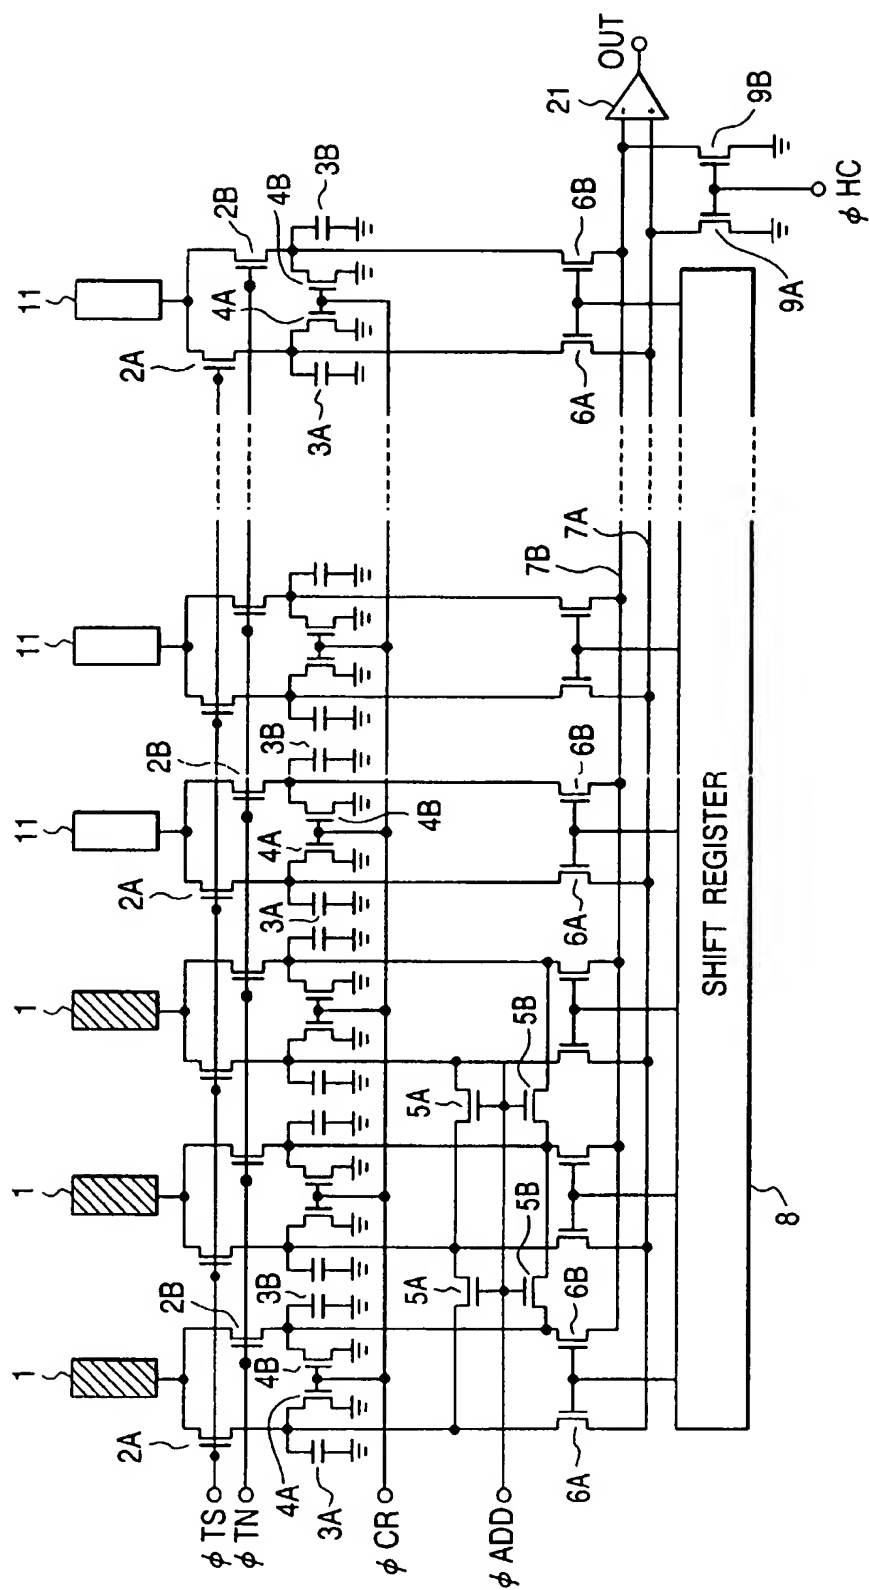 1
1
1
11
11
11
2A
2B
2A
2B
2A
2B
φTS
φTN
4A
4B
3B
3A
4A
3B
4A
4B
3B
3A
4B
3A
φCR
5A
5A
φADD
5B
5B
7B
7A
21
OUT
6A
6B
6A
6B
6A
6B
SHIFT REGISTER
8
9A
9B
φHC